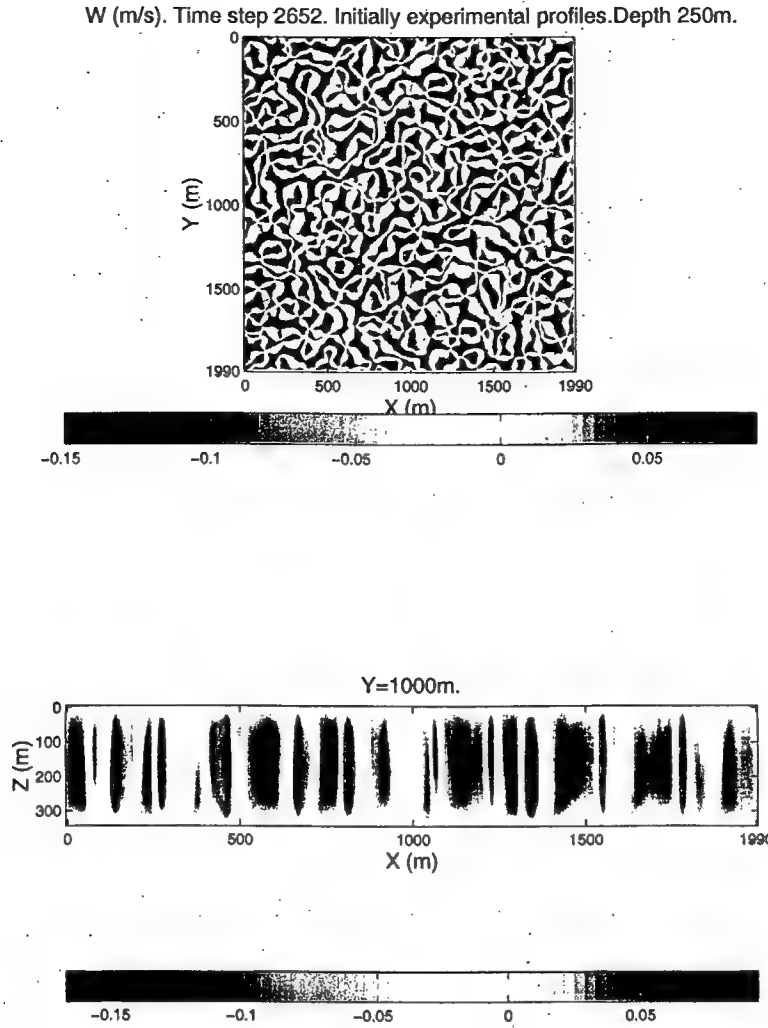 W (m/s). Time step 2652. Initially experimental profiles.Depth 250m.
0
500
1000
1500
1990
Y (m)
0 500 1000 1500 1990
X (m)
-0.15 -0.1 -0.05 0 0.05
Y=1000m.
0
100
200
300
Z (m)
0 500 1000 1500 1990
X (m)
-0.15 -0.1 -0.05 0 0.05